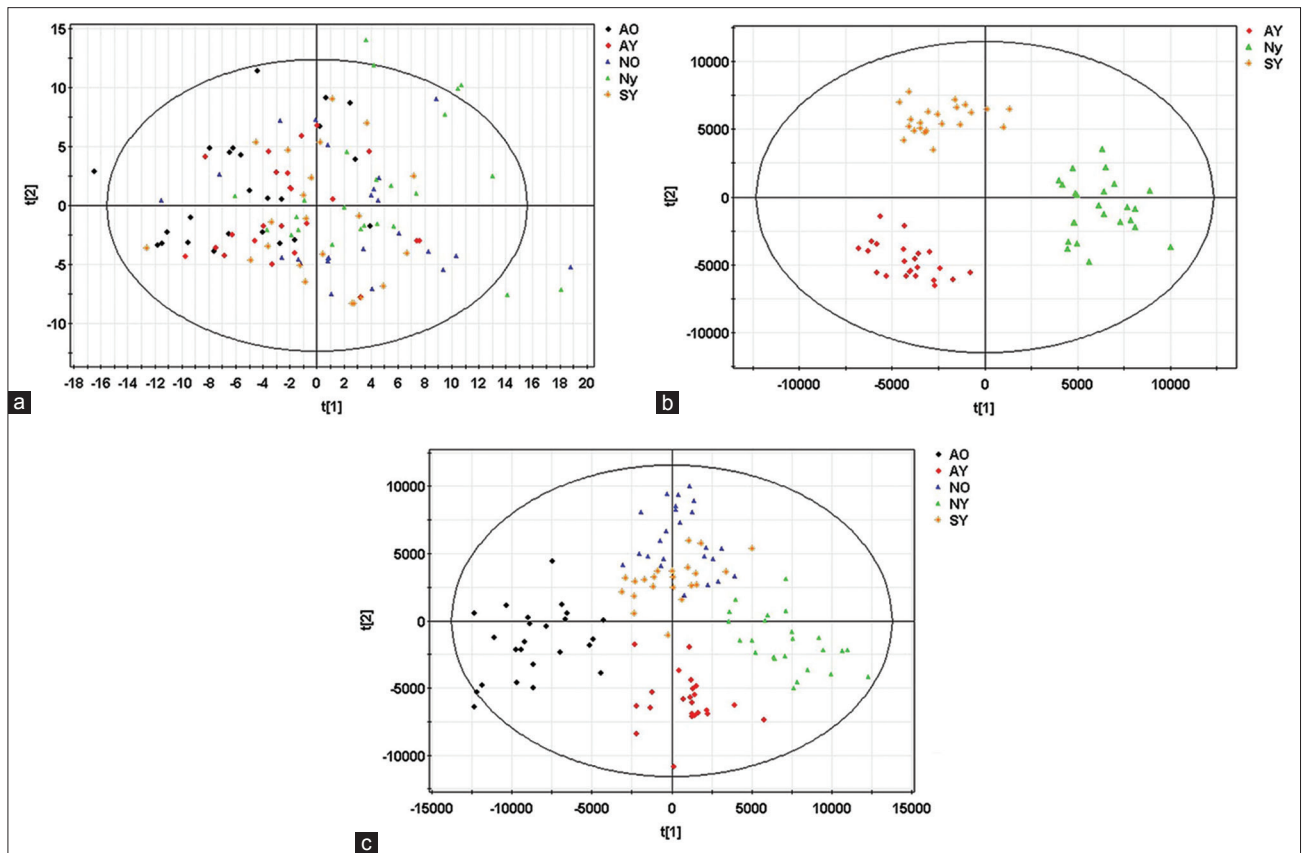 15
10
5
0
-5
-10
t[2]
-18 -16 -14 -12 -10 -8 -6 -4 -2 0 2 4 6 8 10 12 14 16 18 20
t[1]
AO
AY
NO
Ny
SY
a
10000
5000
0
-5000
-10000
t[2]
-10000 -5000 0 5000 10000
t[1]
AY
Ny
SY
b
10000
5000
0
-5000
-10000
t[2]
-15000 -10000 -5000 0 5000 10000 15000
t[1]
AO
AY
NO
NY
SY
c